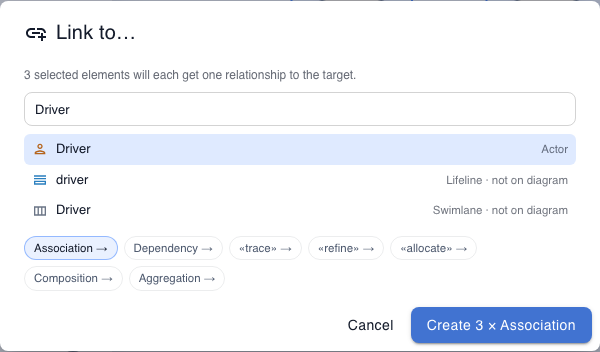 Link to…
3 selected elements will each get one relationship to the target.
Driver
Driver Actor
driver Lifeline · not on diagram
Driver Swimlane · not on diagram
Association → Dependency → «trace» → «refine» → «allocate» →
Composition → Aggregation →
Cancel Create 3 × Association